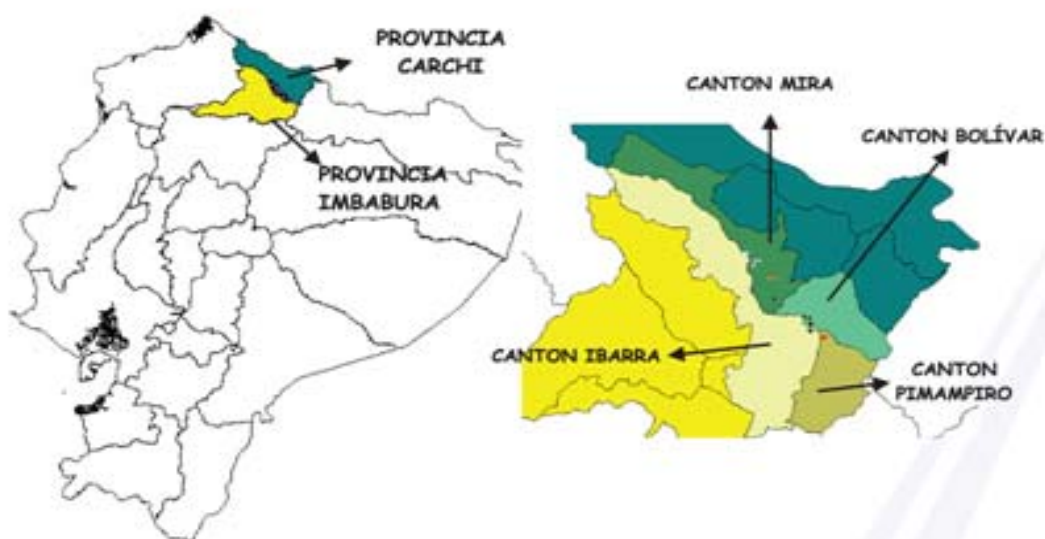 PROVINCIA
CARCHI
PROVINCIA
IMBABURA
CANTON MIRA
CANTON BOLÍVAR
CANTON IBARRA
CANTON
PIMAMPIRO